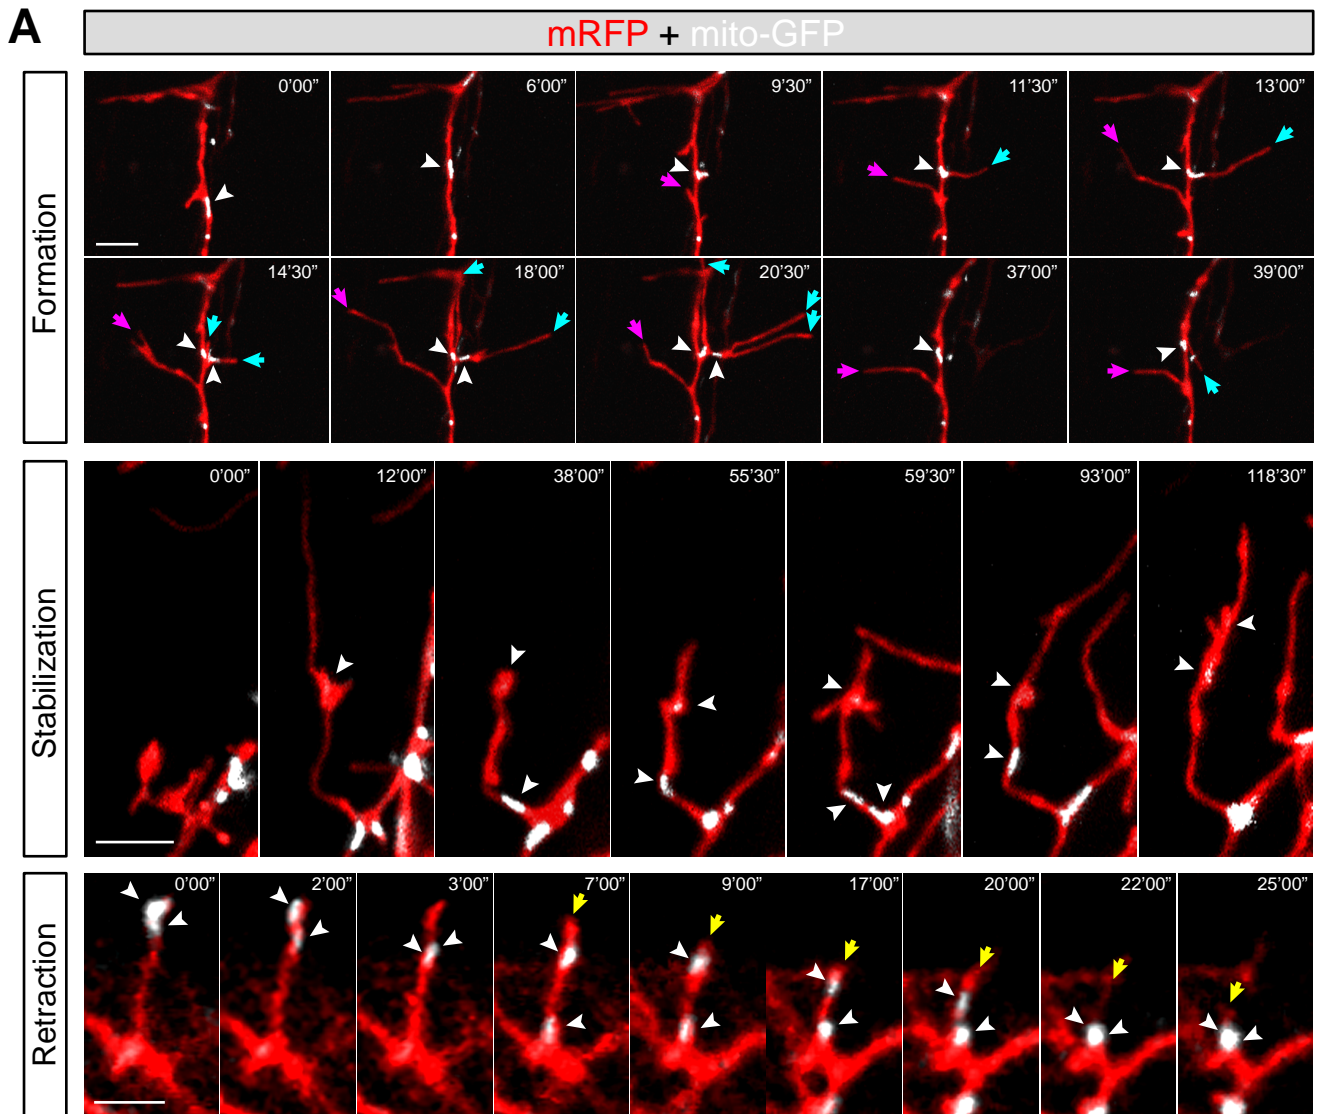 A
mRFP + mito-GFP
Formation
0’00” 6’00” 9’30” 11’30” 13’00”
14’30” 18’00” 20’30” 37’00” 39’00”
Stabilization
0’00” 12’00” 38’00” 55’30” 59’30” 93’00” 118’30”
Retraction
0’00” 2’00” 3’00” 7’00” 9’00” 17’00” 20’00” 22’00” 25’00”